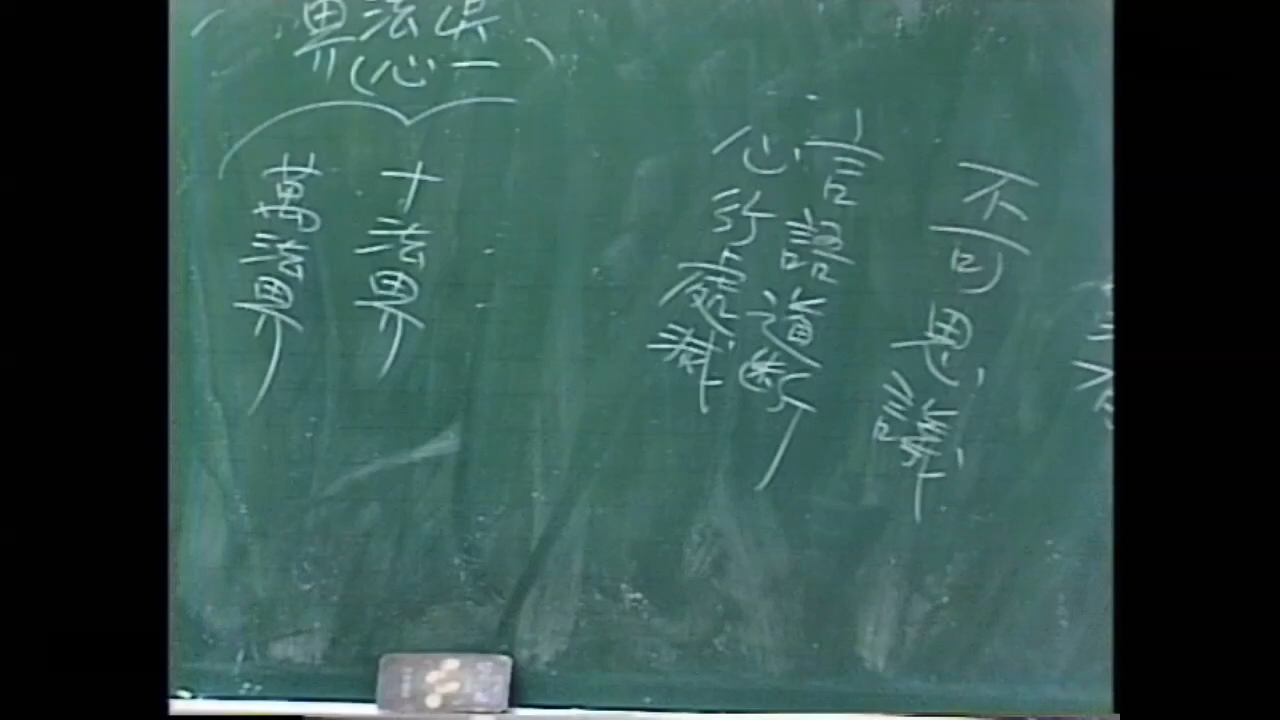 不可思議
言語道斷
心行處滅
真法界
一心
十法界
萬法界